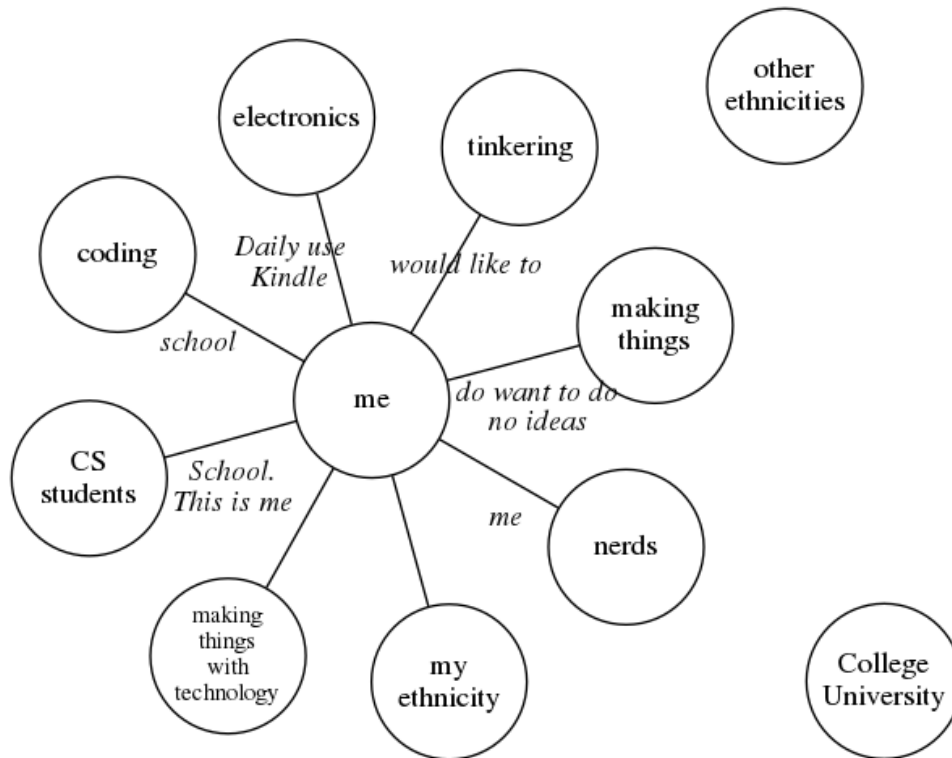 other
ethnicities
electronics
tinkering
coding
Daily use
Kindle
would like to
making
things
school
me
do want to do
no ideas
CS
students
School.
This is me
me
nerds
making
things
with
technology
my
ethnicity
College
University